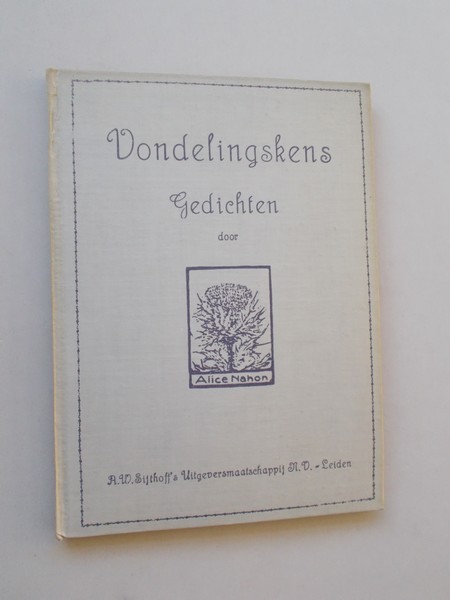 Vondelingskens
Gedichten
door
Alice Nahon
A.W. Sijthoff's Uitgeversmaatschappij N.V. - Leiden